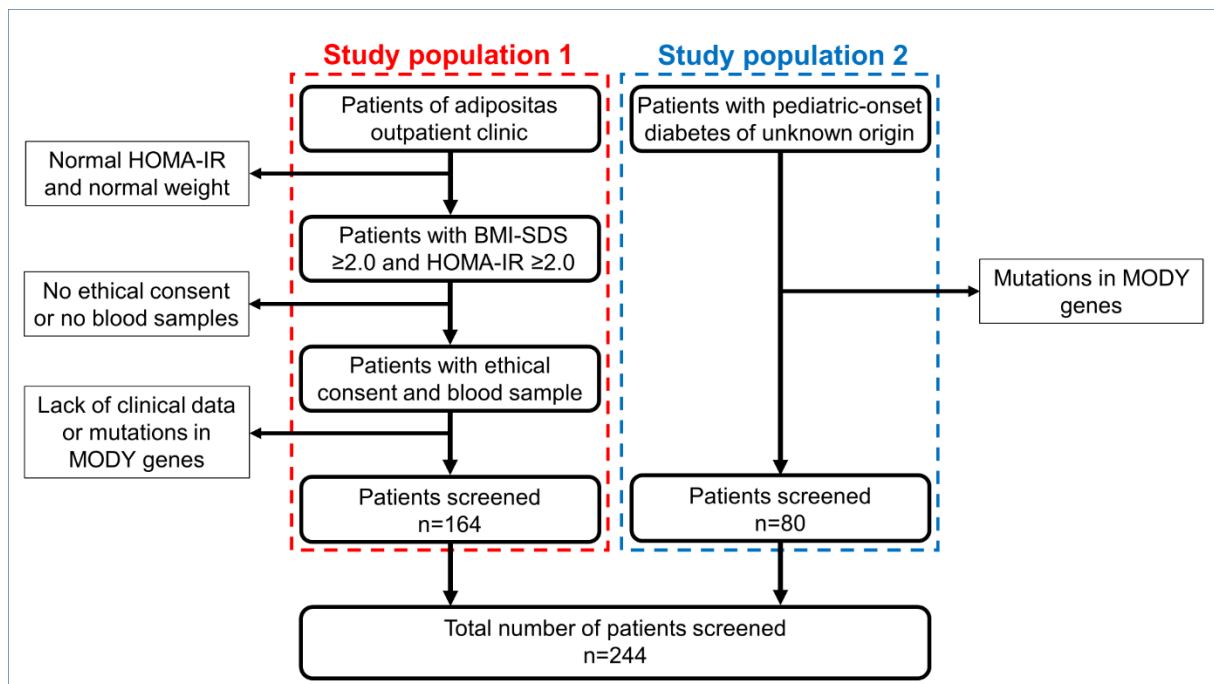 Study population 1
Study population 2
Patients of adipositas
outpatient clinic
Patients with pediatric-onset
diabetes of unknown origin
Normal HOMA-IR
and normal weight
Patients with BMI-SDS
≥2.0 and HOMA-IR ≥2.0
No ethical consent
or no blood samples
Mutations in MODY
genes
Patients with ethical
consent and blood sample
Lack of clinical data
or mutations in
MODY genes
Patients screened
n=164
Patients screened
n=80
Total number of patients screened
n=244